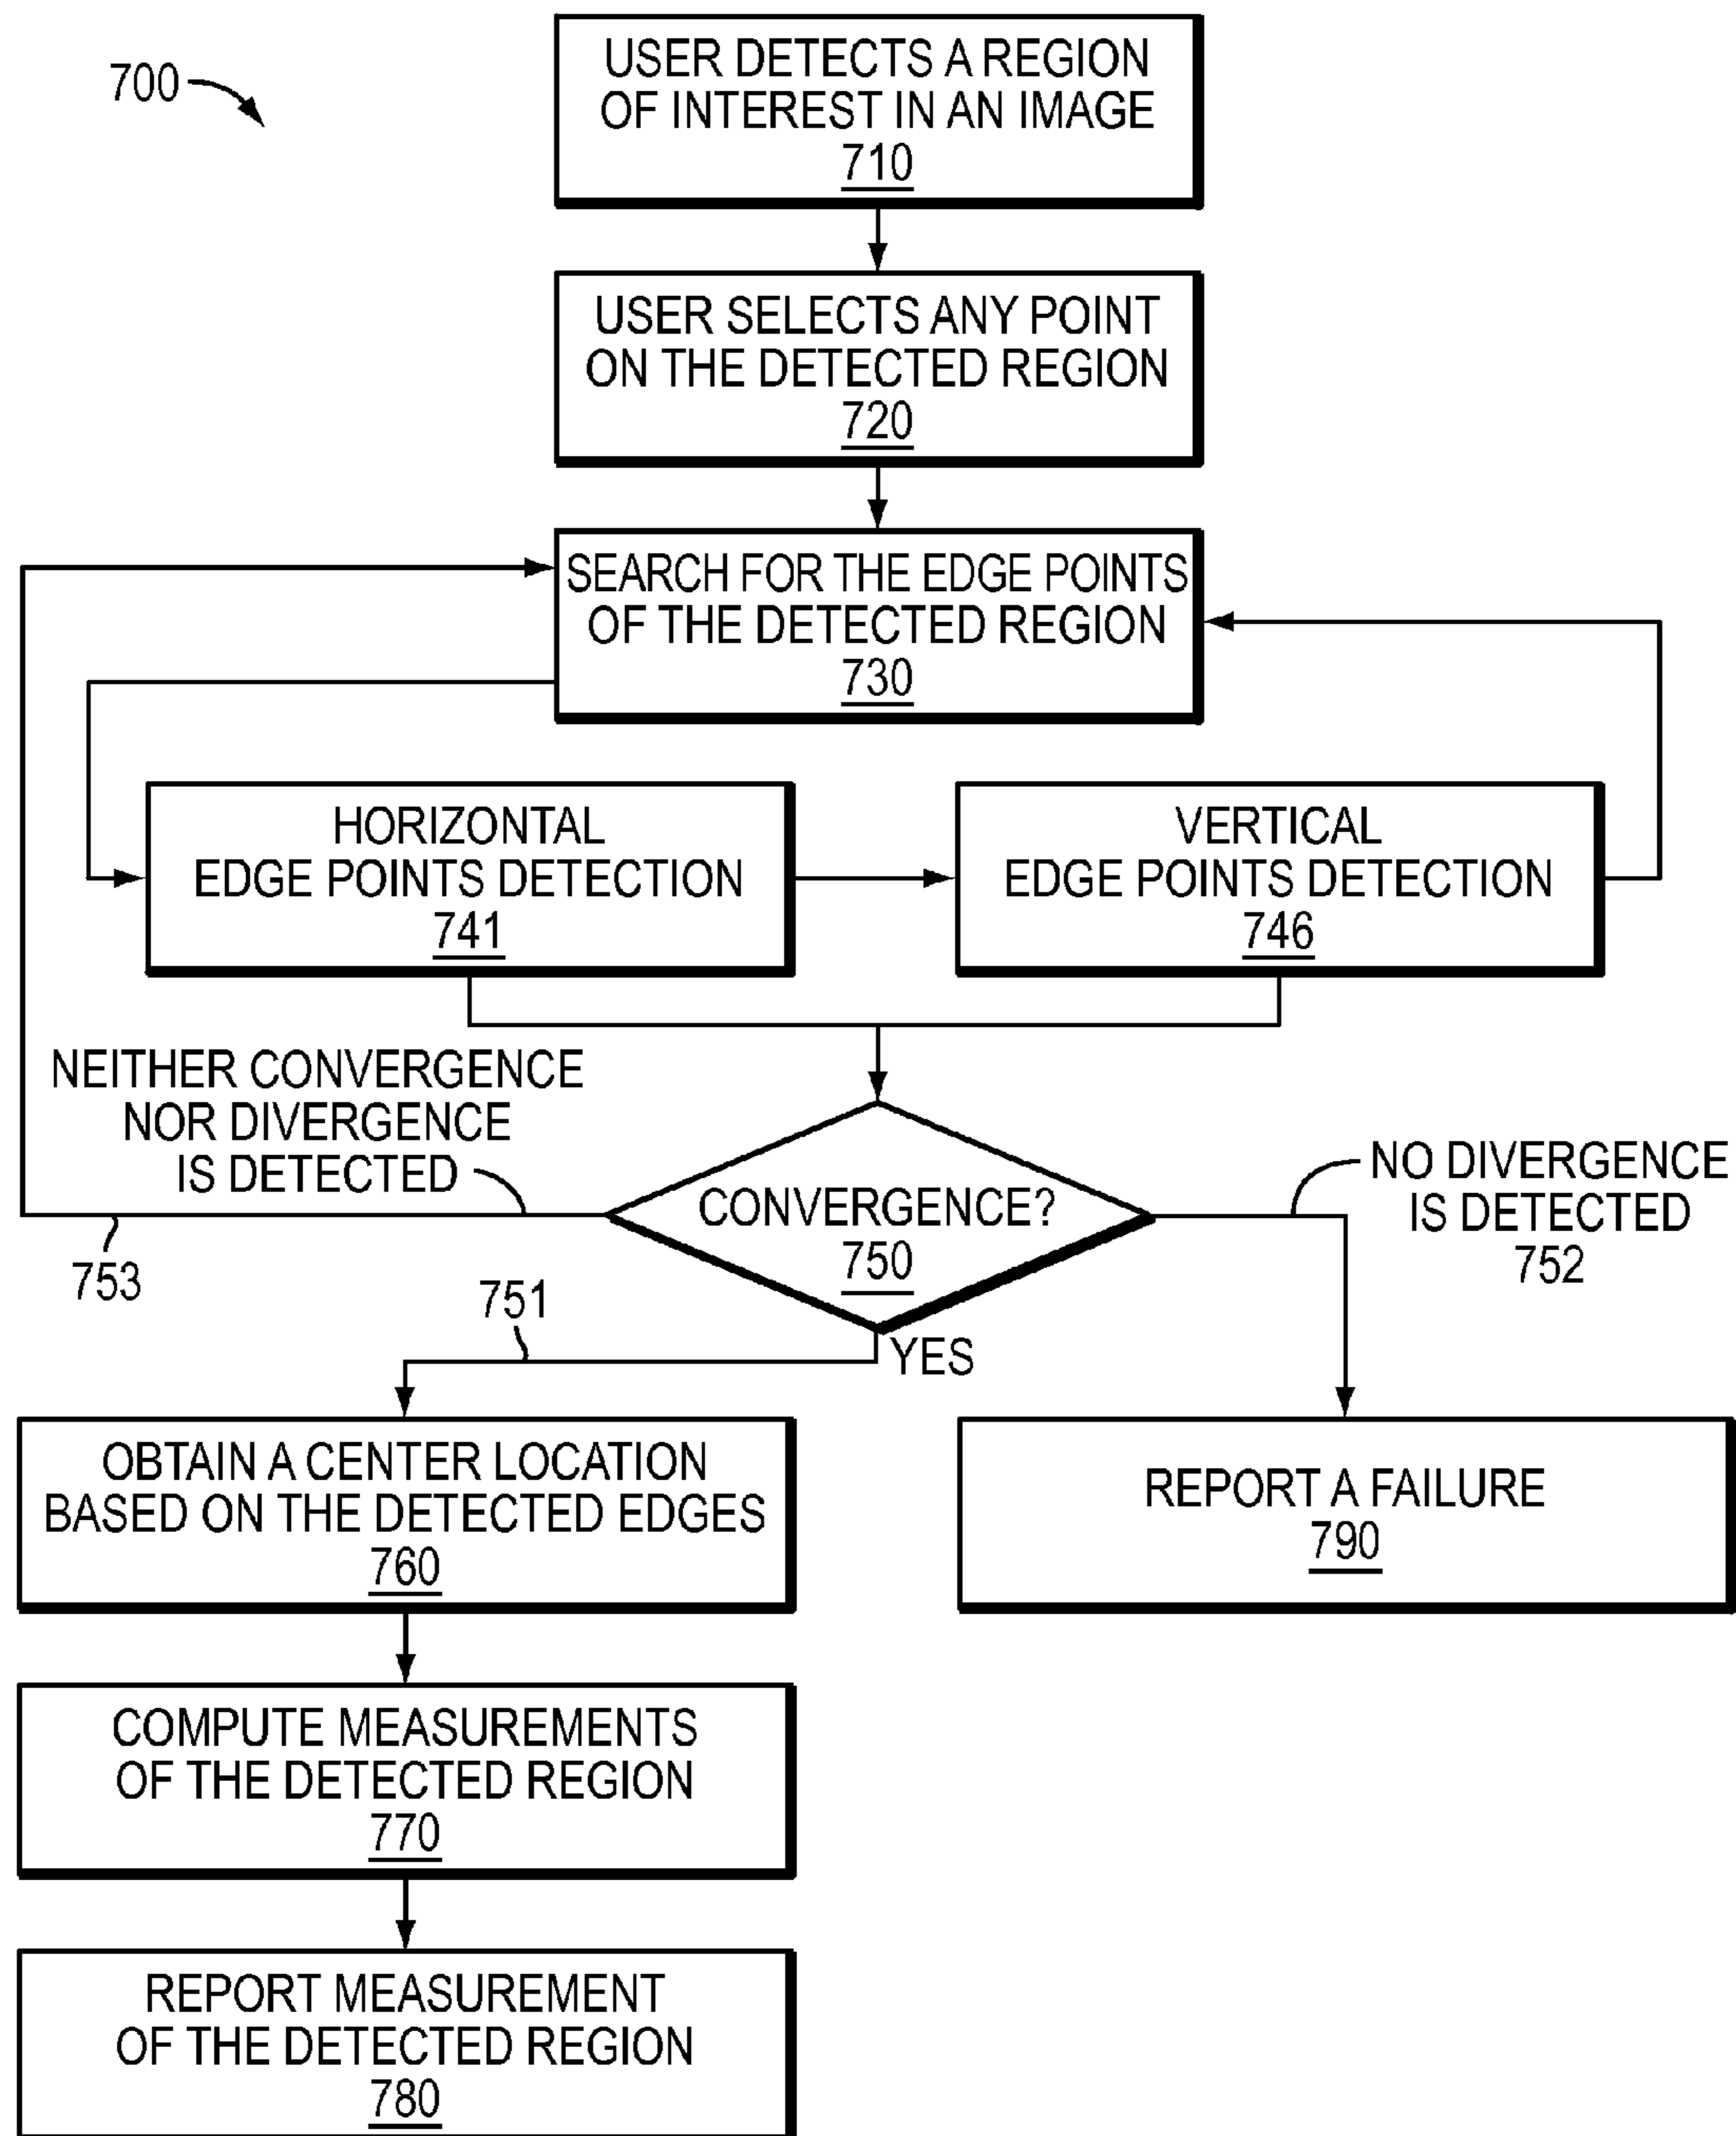 700
USER DETECTS A REGION
OF INTEREST IN AN IMAGE
710
USER SELECTS ANY POINT
ON THE DETECTED REGION
720
SEARCH FOR THE EDGE POINTS
OF THE DETECTED REGION
730
HORIZONTAL
EDGE POINTS DETECTION
741
VERTICAL
EDGE POINTS DETECTION
746
NEITHER CONVERGENCE
NOR DIVERGENCE
IS DETECTED
753
CONVERGENCE?
750
NO DIVERGENCE
IS DETECTED
752
751
YES
OBTAIN A CENTER LOCATION
BASED ON THE DETECTED EDGES
760
REPORT A FAILURE
790
COMPUTE MEASUREMENTS
OF THE DETECTED REGION
770
REPORT MEASUREMENT
OF THE DETECTED REGION
780